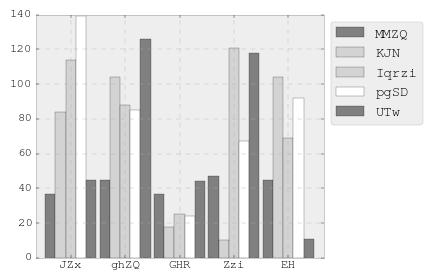 140
120
100
80
60
40
20
0
JZx ghZQ GHR Zzi EH
MMZQ
KJN
Iqrzi
pgSD
UTw